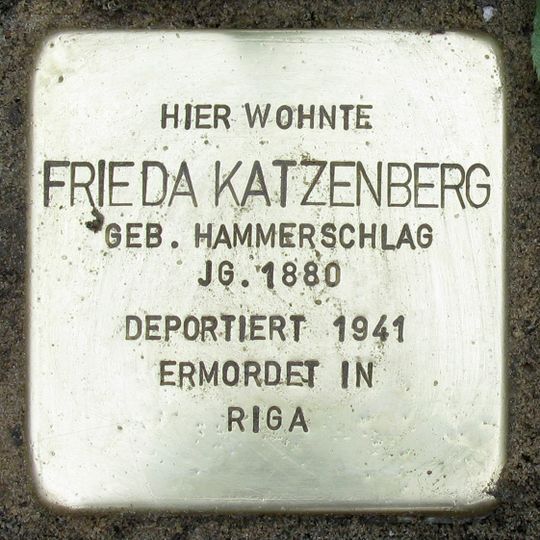 HIER WOHNTE
FRIEDA KATZENBERG
GEB. HAMMERSCHLAG
JG. 1880
DEPORTIERT 1941
ERMORDET IN
RIGA